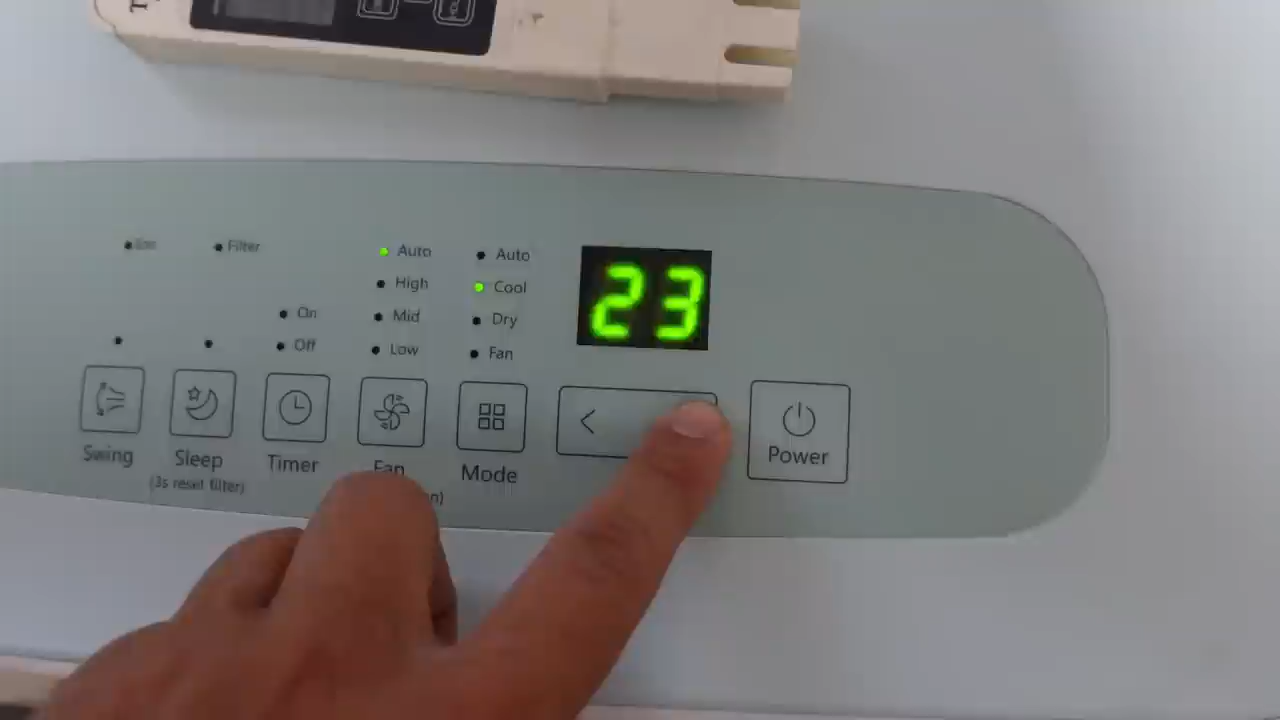 Filter
Auto
High
Mid
Low
On
Off
Auto
Cool
Dry
Fan
23
Swing
Sleep
(3s reset filter)
Timer
Fan
Mode
<
Power